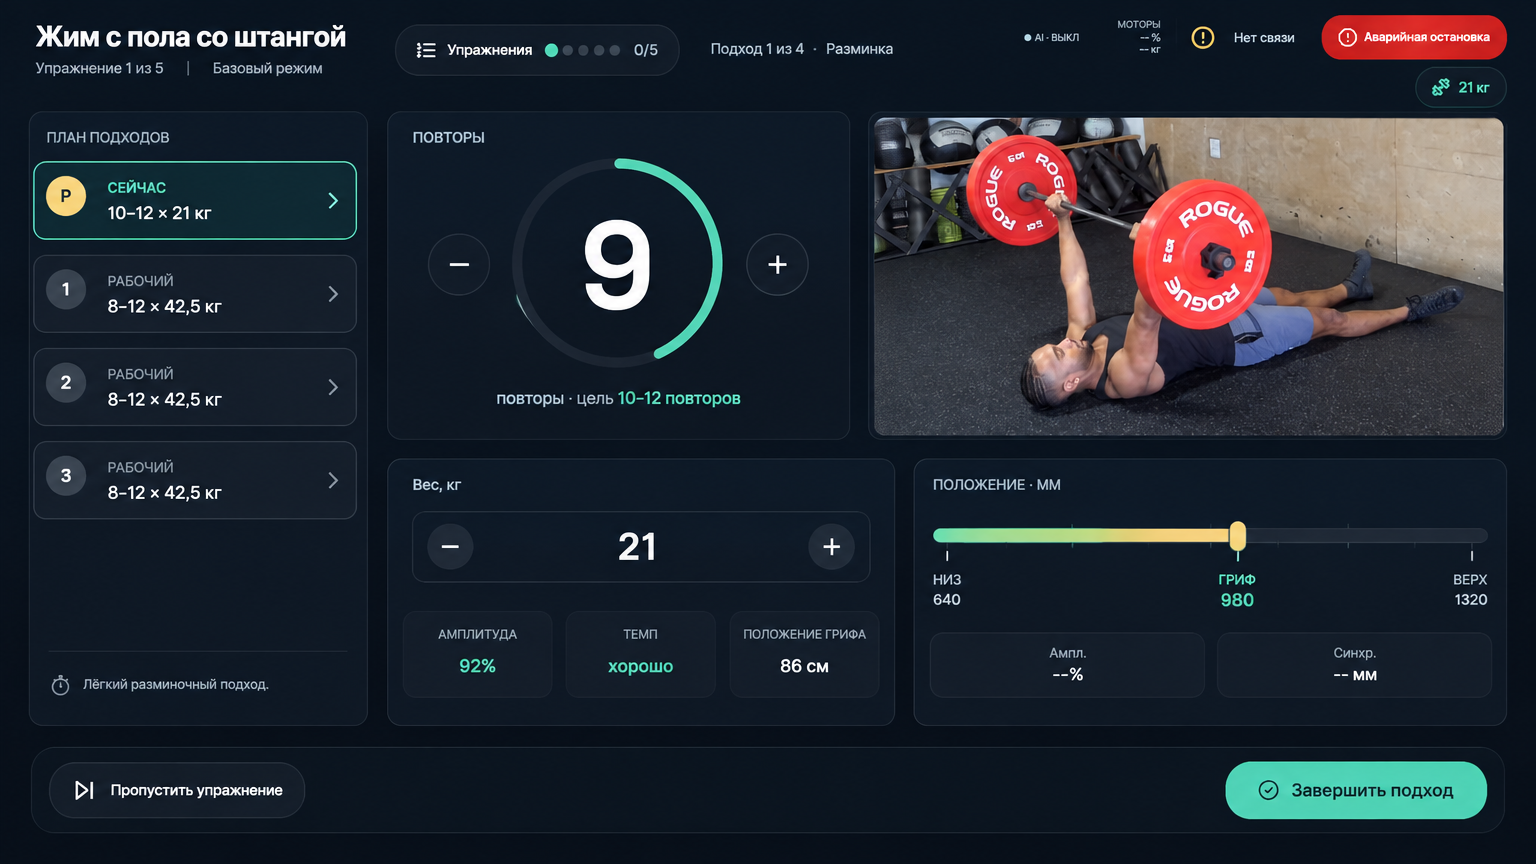 Жим с пола со штангой
Упражнение 1 из 5 | Базовый режим
Упражнения 0/5
Подход 1 из 4 · Разминка
AI - ВЫКЛ
МОТОРЫ
-- %
-- кг
Нет связи
Аварийная остановка
21 кг
ПЛАН ПОДХОДОВ
Р
СЕЙЧАС
10–12 × 21 кг
1
РАБОЧИЙ
8–12 × 42,5 кг
2
РАБОЧИЙ
8–12 × 42,5 кг
3
РАБОЧИЙ
8–12 × 42,5 кг
Лёгкий разминочный подход.
ПОВТОРЫ
−
9
+
повторы · цель 10–12 повторов
ROGUE
ROGUE
ROGUE
ROGUE
Вес, кг
−
21
+
АМПЛИТУДА
92%
ТЕМП
хорошо
ПОЛОЖЕНИЕ ГРИФА
86 см
ПОЛОЖЕНИЕ · ММ
НИЗ
640
ГРИФ
980
ВЕРХ
1320
Ампл.
--%
Синхр.
-- мм
Пропустить упражнение
Завершить подход